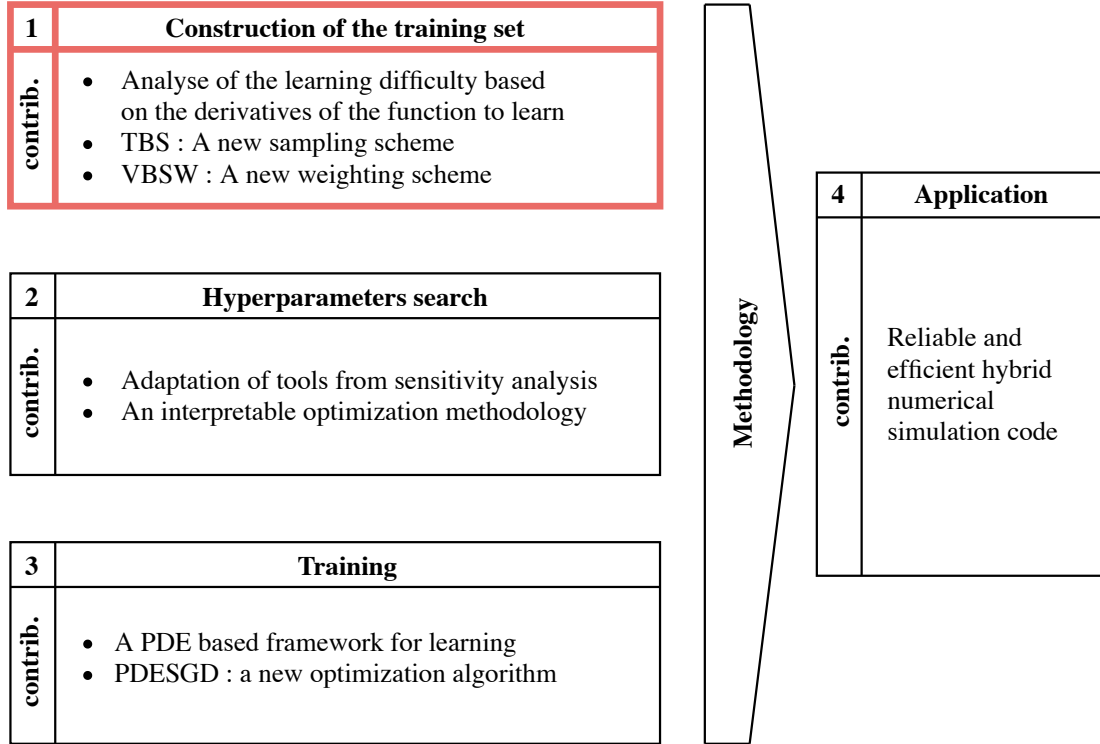 1 Construction of the training set
contrib.
• Analyse of the learning difficulty based
on the derivatives of the function to learn
• TBS : A new sampling scheme
• VBSW : A new weighting scheme
2 Hyperparameters search
contrib.
• Adaptation of tools from sensitivity analysis
• An interpretable optimization methodology
3 Training
contrib.
• A PDE based framework for learning
• PDESGD : a new optimization algorithm
Methodology
4 Application
contrib.
Reliable and
efficient hybrid
numerical
simulation code